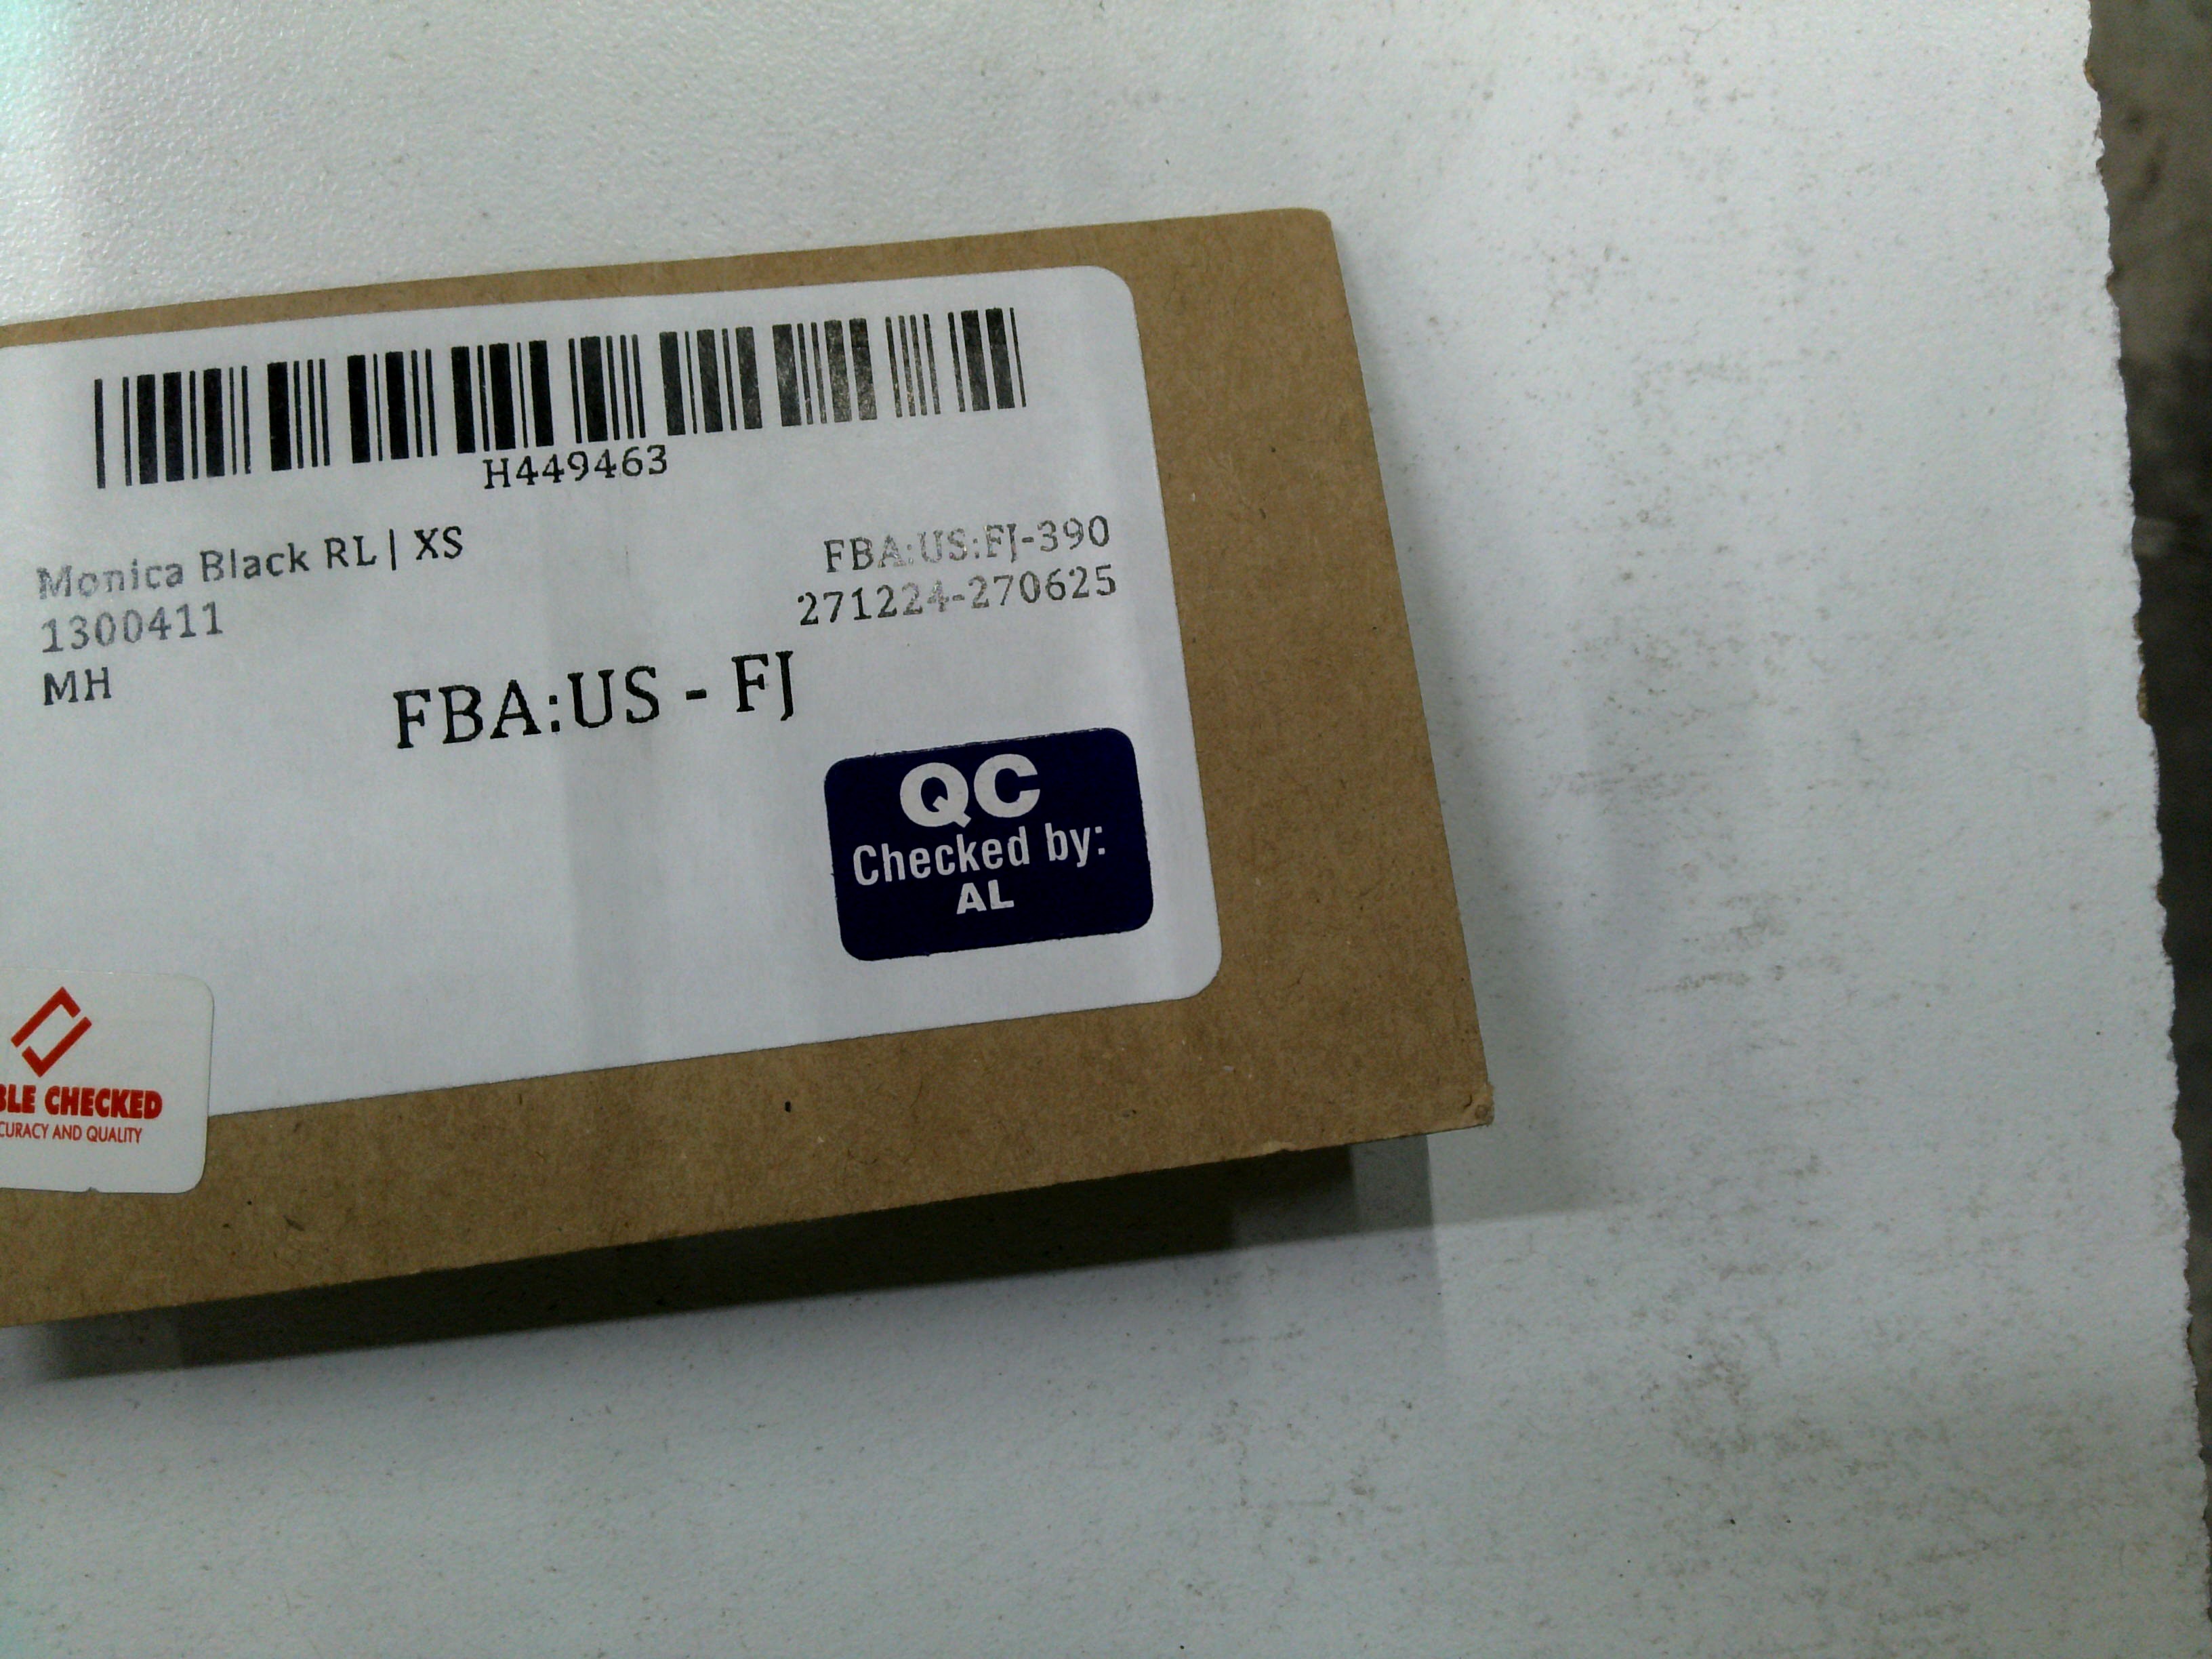 H449463
Monica Black RL | XS
1300411
MH
FBA:US:FJ-390
271224-270625
FBA:US - FJ
QC
Checked by:
AL
BLE CHECKED
CURACY AND QUALITY